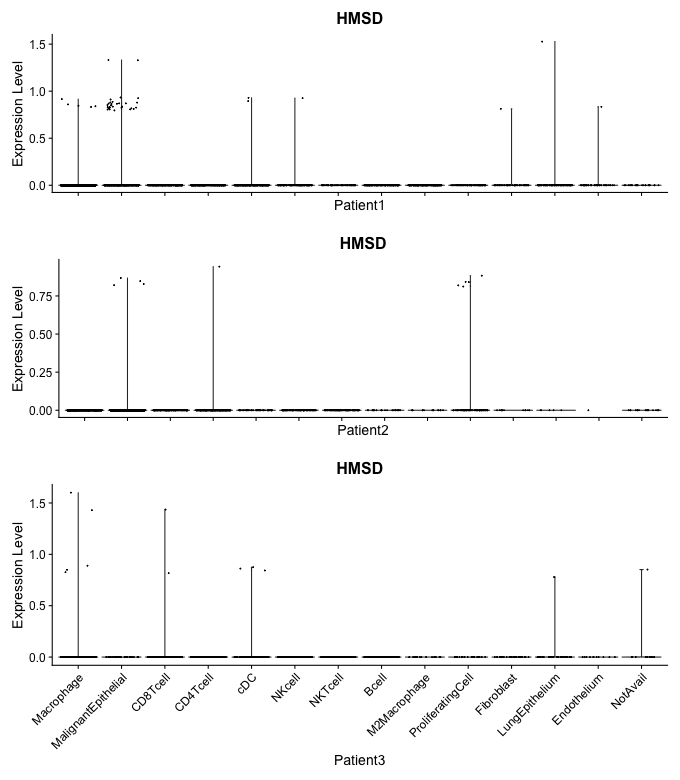 HMSD
Expression Level
1.5
1.0
0.5
0.0
Patient1
HMSD
Expression Level
0.75
0.50
0.25
0.00
Patient2
HMSD
Expression Level
1.5
1.0
0.5
0.0
Macrophage
MalignantEpithelial
CD8Tcell
CD4Tcell
cDC
NKcell
NKTcell
Bcell
M2Macrophage
ProliferatingCell
Fibroblast
LungEpithelium
Endothelium
NotAvail
Patient3